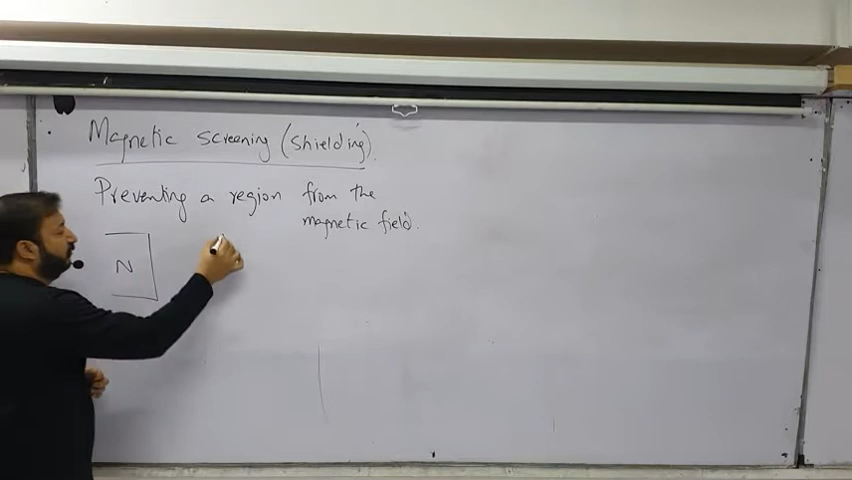 Magnetic screening (shielding).
Preventing a region from the
magnetic field.
N